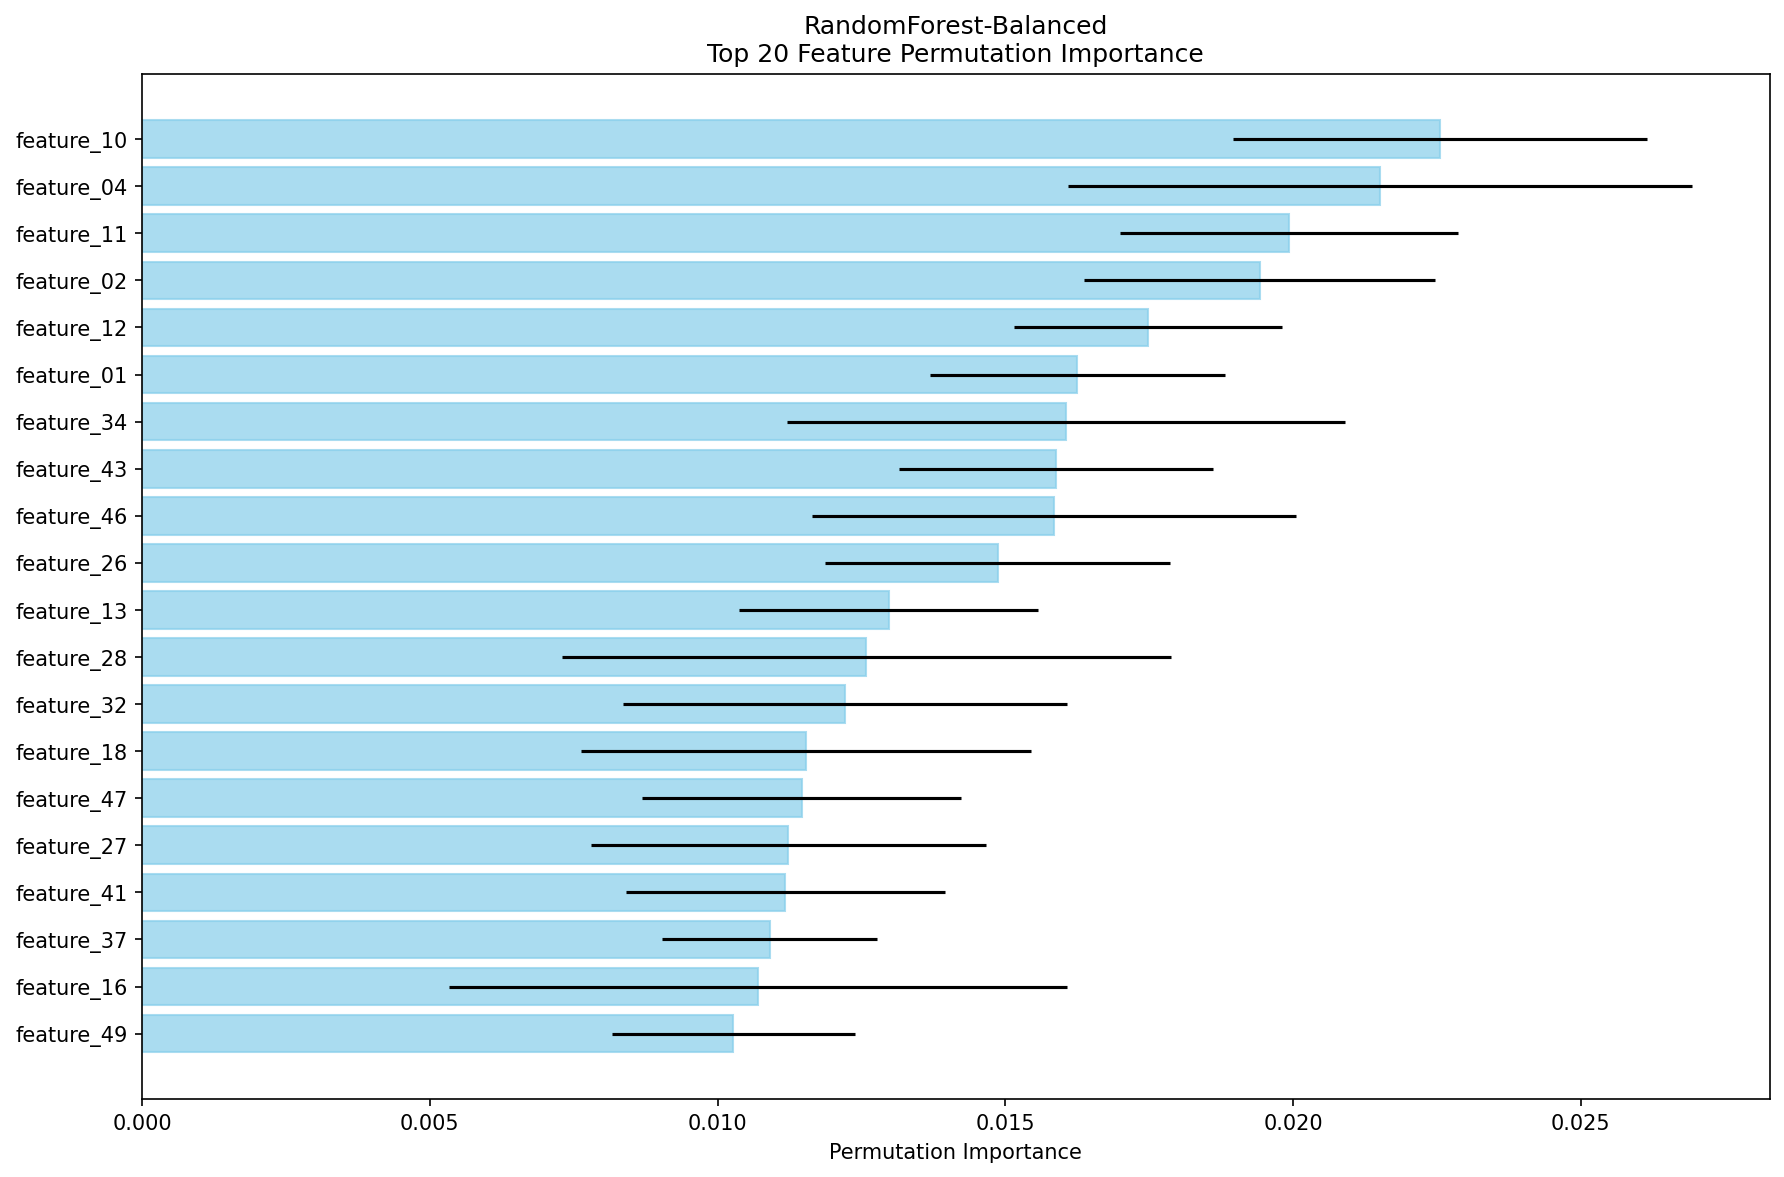 RandomForest-Balanced
Top 20 Feature Permutation Importance
feature_10
feature_04
feature_11
feature_02
feature_12
feature_01
feature_34
feature_43
feature_46
feature_26
feature_13
feature_28
feature_32
feature_18
feature_47
feature_27
feature_41
feature_37
feature_16
feature_49
0.000 0.005 0.010 0.015 0.020 0.025
Permutation Importance